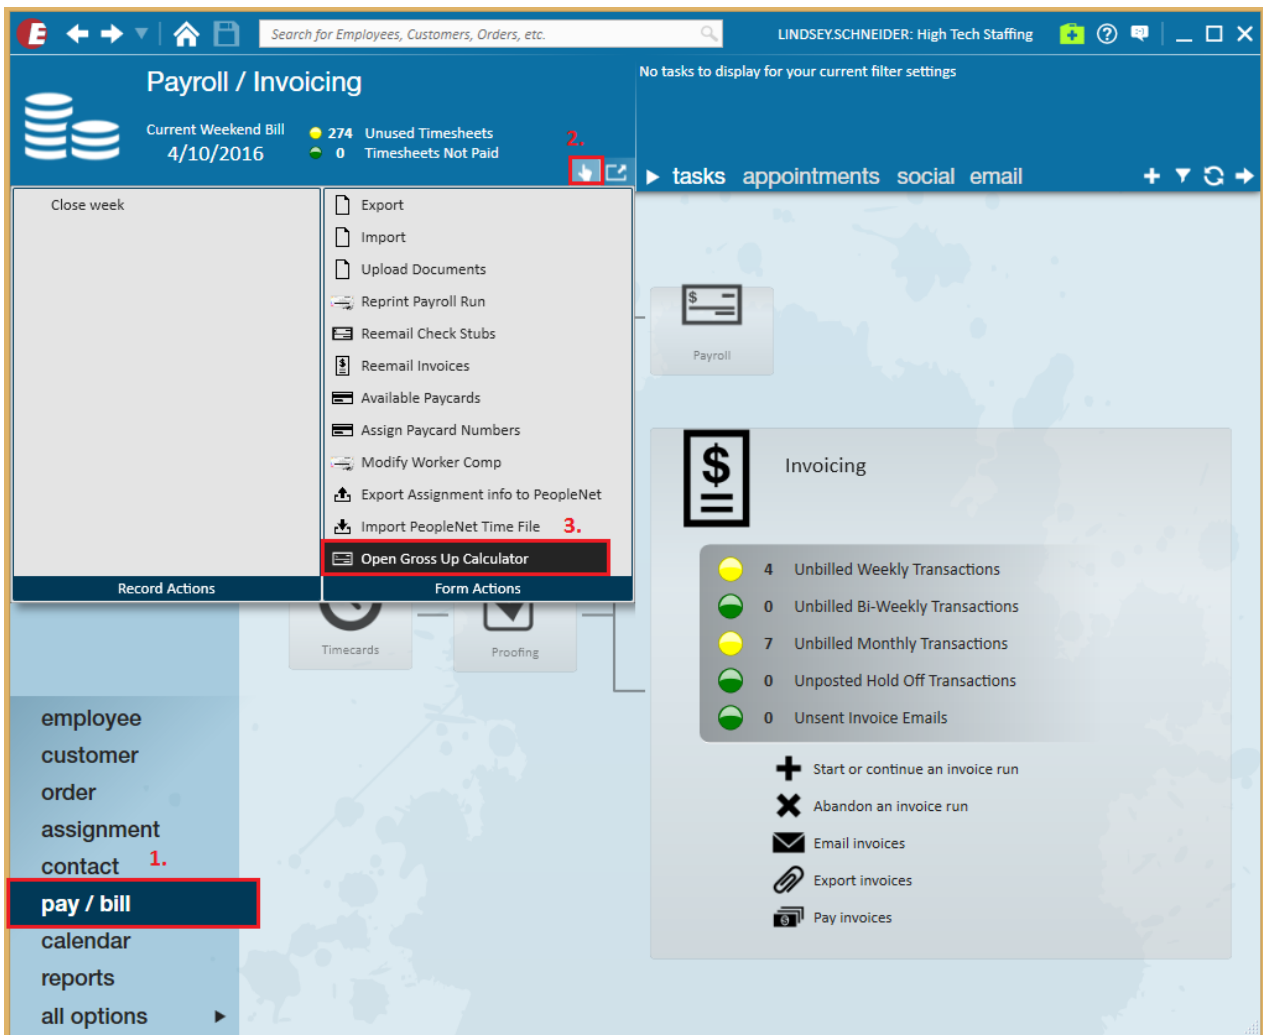 E
Search for Employees, Customers, Orders, etc.
LINDSEY.SCHNEIDER: High Tech Staffing
Payroll / Invoicing
Current Weekend Bill
4/10/2016
274 Unused Timesheets
0 Timesheets Not Paid
2.
No tasks to display for your current filter settings
tasks appointments social email
Close week
Record Actions
Export
Import
Upload Documents
Reprint Payroll Run
Reemail Check Stubs
Reemail Invoices
Available Paycards
Assign Paycard Numbers
Modify Worker Comp
Export Assignment info to PeopleNet
Import PeopleNet Time File 3.
Open Gross Up Calculator
Form Actions
Timecards
Proofing
$
Payroll
$
Invoicing
4 Unbilled Weekly Transactions
0 Unbilled Bi-Weekly Transactions
7 Unbilled Monthly Transactions
0 Unposted Hold Off Transactions
0 Unsent Invoice Emails
Start or continue an invoice run
Abandon an invoice run
Email invoices
Export invoices
Pay invoices
employee
customer
order
assignment
contact 1.
pay / bill
calendar
reports
all options